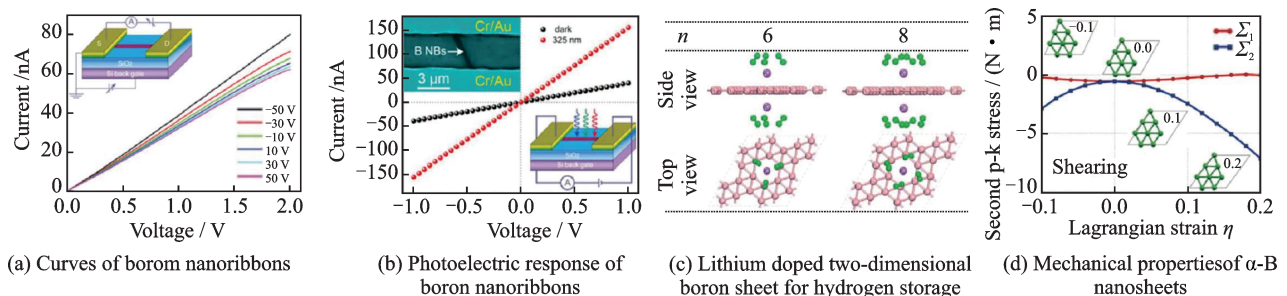 Current /nA
80
60
40
20
0
A
S
D
SiO₂
Si back gate
−50 V
−30 V
−10 V
10 V
30 V
50 V
0.0
0.5
1.0
1.5
2.0
Voltage / V
(a) Curves of borom nanoribbons
Current /nA
150
100
50
0
−50
−100
−150
Cr/Au
B NBs
3 μm
Cr/Au
dark
325 nm
SiO₂
A
−1.0
−0.5
0.0
0.5
1.0
Voltage / V
(b) Photoelectric response of
boron nanoribbons
n
6
8
Side
view
Top
view
(c) Lithium doped two-dimensional
boron sheet for hydrogen storage
Second p-k stress / (N • m)
5
0
−5
−10
−0.1
0.0
0.1
0.2
Σ₁
Σ₂
Shearing
−0.1
0.0
0.1
0.2
Lagrangian strain η
(d) Mechanical propertiesof α-B
nanosheets